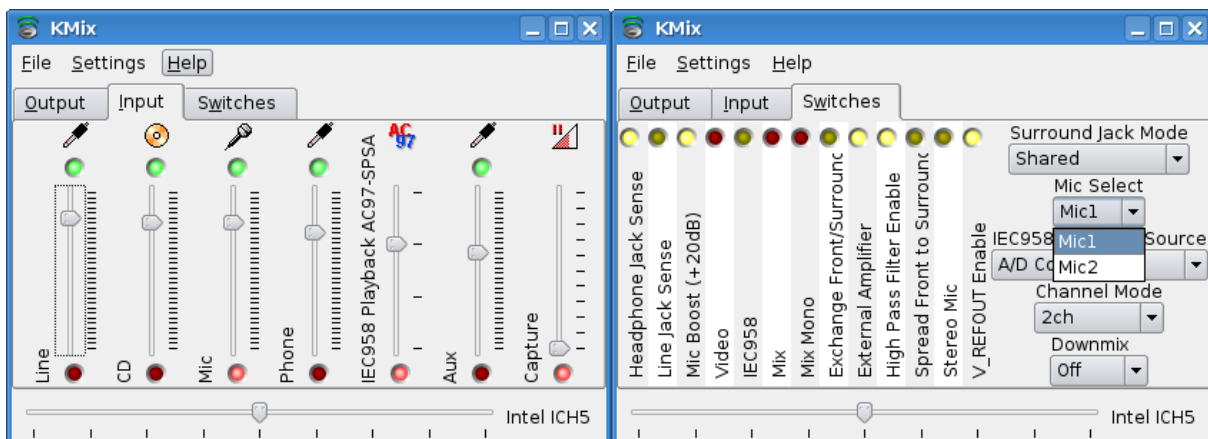 KMix
File Settings Help
Output Input Switches
AC
97
Line
CD
Mic
Phone
IEC958 Playback AC97-SPSA
Aux
Capture
Intel ICH5
KMix
File Settings Help
Output Input Switches
Headphone Jack Sense
Line Jack Sense
Mic Boost (+20dB)
Video
IEC958
Mix
Mix Mono
Exchange Front/Surround
External Amplifier
High Pass Filter Enable
Spread Front to Surround
Stereo Mic
V_REFOUT Enable
Surround Jack Mode
Shared
Mic Select
Mic1
Mic1
Mic2
IEC958 Source
A/D Co
Channel Mode
2ch
Downmix
Off
Intel ICH5